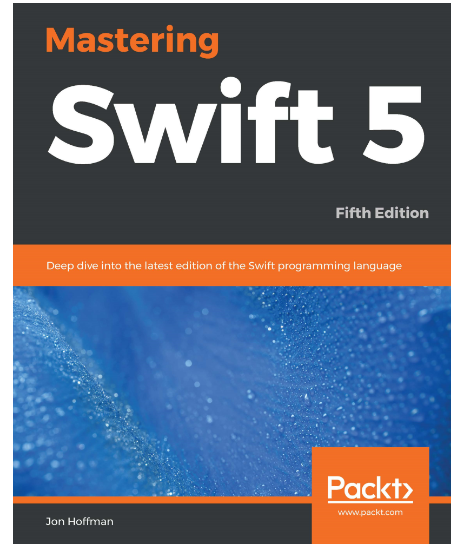 Mastering
Swift 5
Fifth Edition
Deep dive into the latest edition of the Swift programming language
Packt>
www.packt.com
Jon Hoffman